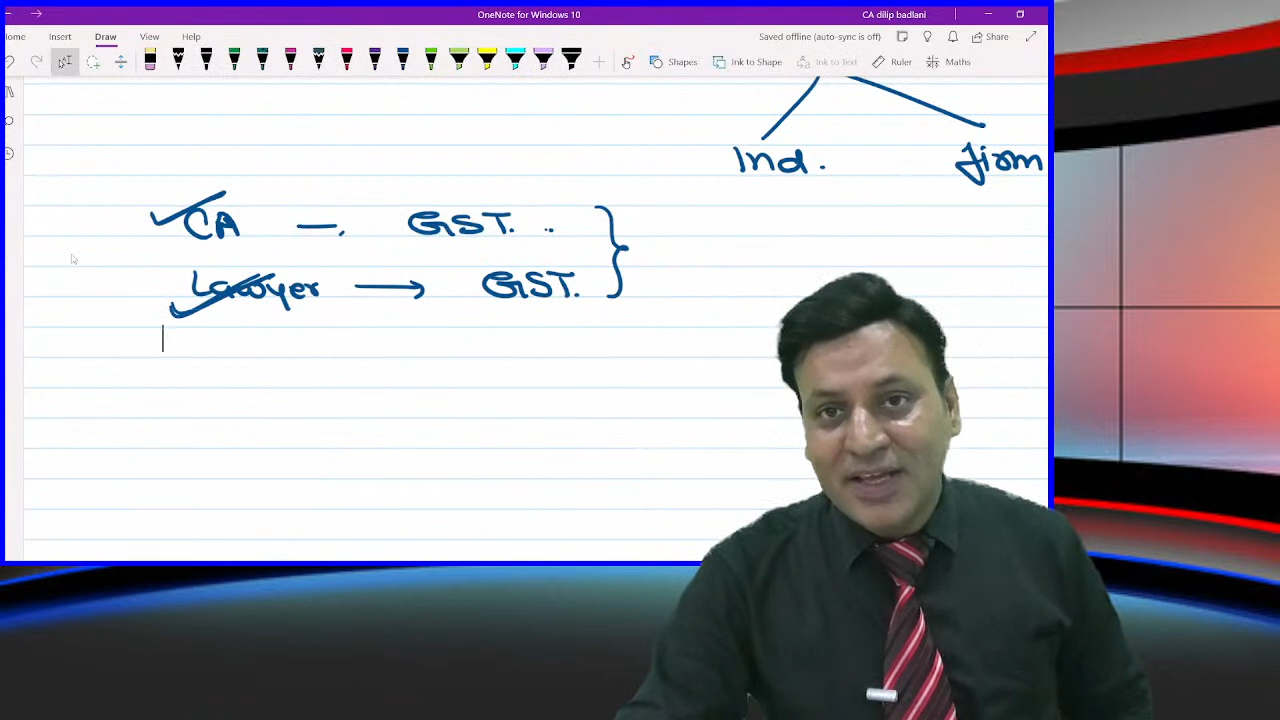 OneNote for Windows 10
CA dilip badlani
ome Insert Draw View Help
Saved offline (auto-sync is off)
Share
Shapes
Ink to Shape
Ink to Text
Ruler
Maths
Ind. firm
CA — GST.
Lawyer → GST.